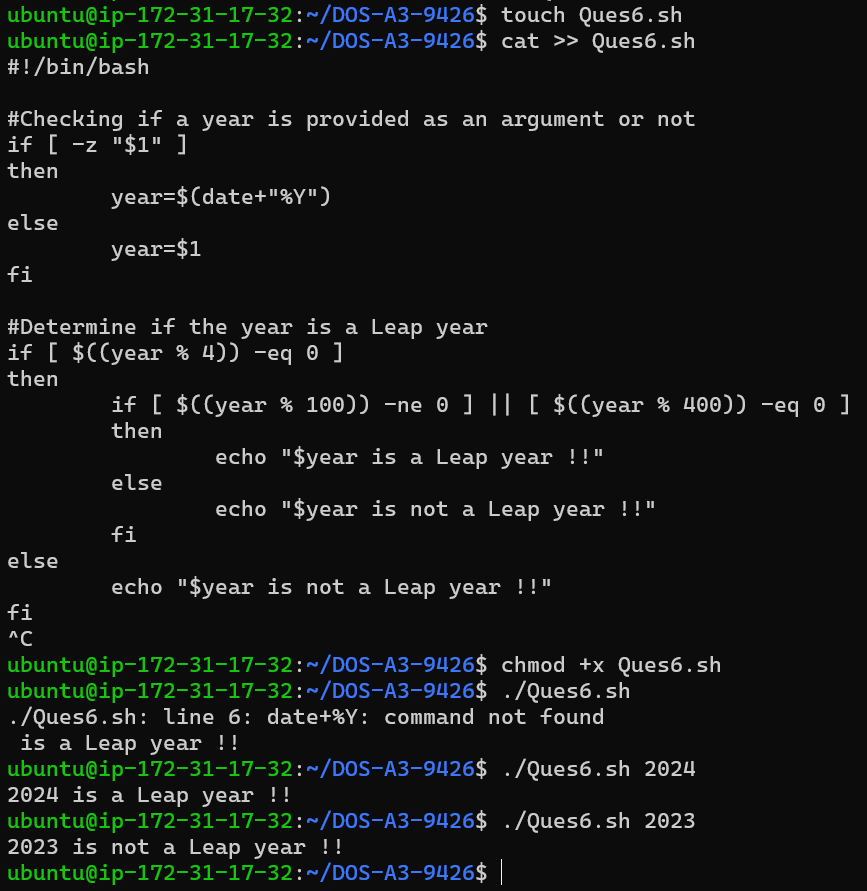 ubuntu@ip-172-31-17-32:~/DOS-A3-9426$ touch Ques6.sh
ubuntu@ip-172-31-17-32:~/DOS-A3-9426$ cat >> Ques6.sh
#!/bin/bash

#Checking if a year is provided as an argument or not
if [ -z "$1" ]
then
        year=$(date+"%Y")
else
        year=$1
fi

#Determine if the year is a Leap year
if [ $((year % 4)) -eq 0 ]
then
        if [ $((year % 100)) -ne 0 ] || [ $((year % 400)) -eq 0 ]
        then
                echo "$year is a Leap year !!"
        else
                echo "$year is not a Leap year !!"
        fi
else
        echo "$year is not a Leap year !!"
fi
^C
ubuntu@ip-172-31-17-32:~/DOS-A3-9426$ chmod +x Ques6.sh
ubuntu@ip-172-31-17-32:~/DOS-A3-9426$ ./Ques6.sh
./Ques6.sh: line 6: date+%Y: command not found
 is a Leap year !!
ubuntu@ip-172-31-17-32:~/DOS-A3-9426$ ./Ques6.sh 2024
2024 is a Leap year !!
ubuntu@ip-172-31-17-32:~/DOS-A3-9426$ ./Ques6.sh 2023
2023 is not a Leap year !!
ubuntu@ip-172-31-17-32:~/DOS-A3-9426$